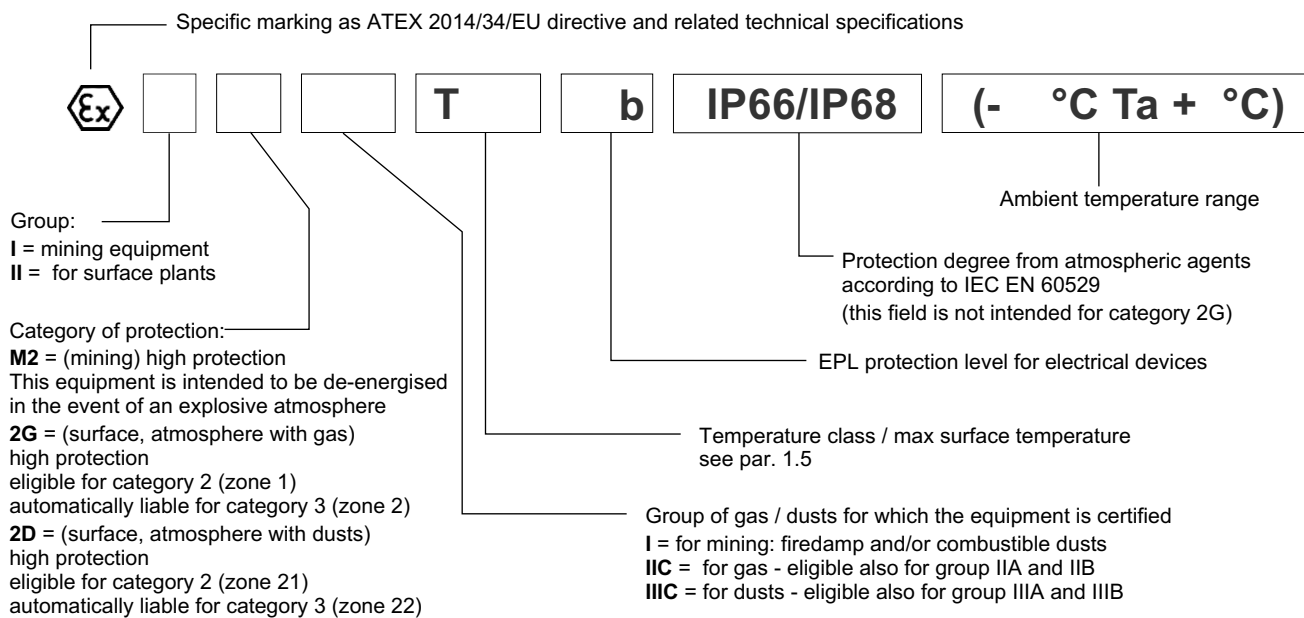 Specific marking as ATEX 2014/34/EU directive and related technical specifications
Ex T b IP66/IP68 (- °C Ta + °C)
Ambient temperature range
Group:
I = mining equipment
II = for surface plants
Protection degree from atmospheric agents
according to IEC EN 60529
(this field is not intended for category 2G)
Category of protection:
M2 = (mining) high protection
This equipment is intended to be de-energised
in the event of an explosive atmosphere
2G = (surface, atmosphere with gas)
high protection
eligible for category 2 (zone 1)
automatically liable for category 3 (zone 2)
2D = (surface, atmosphere with dusts)
high protection
eligible for category 2 (zone 21)
automatically liable for category 3 (zone 22)
EPL protection level for electrical devices
Temperature class / max surface temperature
see par. 1.5
Group of gas / dusts for which the equipment is certified
I = for mining: firedamp and/or combustible dusts
IIC = for gas - eligible also for group IIA and IIB
IIIC = for dusts - eligible also for group IIIA and IIIB